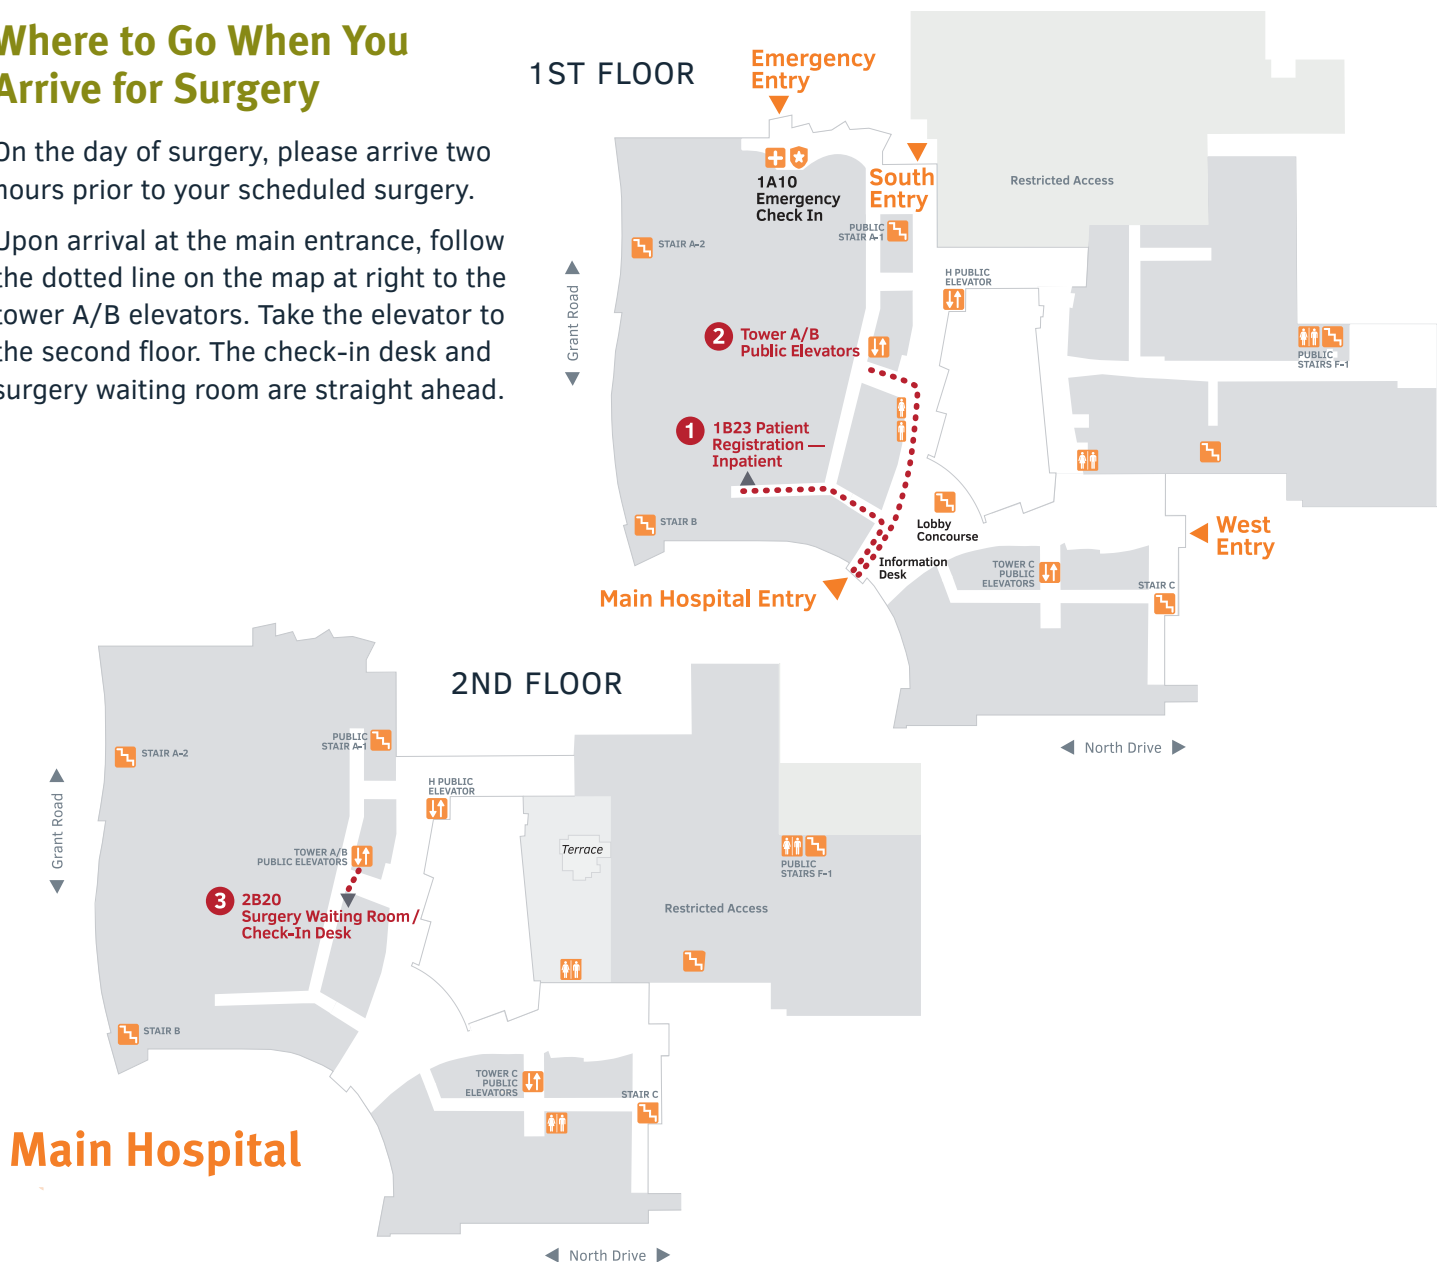 Where to Go When You
Arrive for Surgery
On the day of surgery, please arrive two
hours prior to your scheduled surgery.
Upon arrival at the main entrance, follow
the dotted line on the map at right to the
tower A/B elevators. Take the elevator to
the second floor. The check-in desk and
surgery waiting room are straight ahead.
1ST FLOOR
Emergency
Entry
1A10
Emergency
Check In
South
Entry
Restricted Access
PUBLIC
STAIR A-1
STAIR A-2
H PUBLIC
ELEVATOR
Grant Road
2 Tower A/B
Public Elevators
PUBLIC
STAIRS F-1
1 1B23 Patient
Registration —
Inpatient
STAIR B
Lobby
Concourse
Information
Desk
West
Entry
TOWER C
PUBLIC
ELEVATORS
STAIR C
Main Hospital Entry
North Drive
2ND FLOOR
PUBLIC
STAIR A-1
STAIR A-2
H PUBLIC
ELEVATOR
Grant Road
TOWER A/B
PUBLIC ELEVATORS
Terrace
PUBLIC
STAIRS F-1
3 2B20
Surgery Waiting Room/
Check-In Desk
Restricted Access
STAIR B
TOWER C
PUBLIC
ELEVATORS
STAIR C
Main Hospital
North Drive